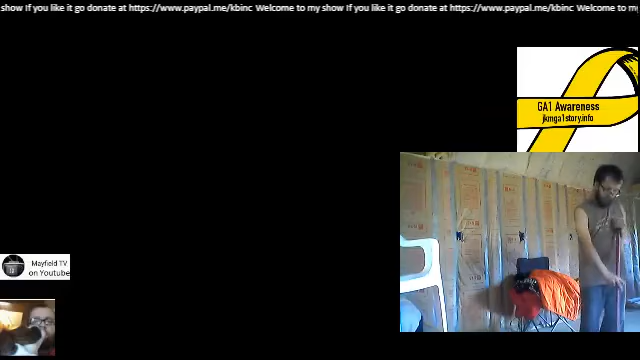 show If you like it go donate at https://www.paypal.me/kbinc Welcome to my show If you like it go donate at https://www.paypal.me/kbinc Welcome to my
GA1 Awareness
jkmga1story.info
Mayfield TV
on Youtube